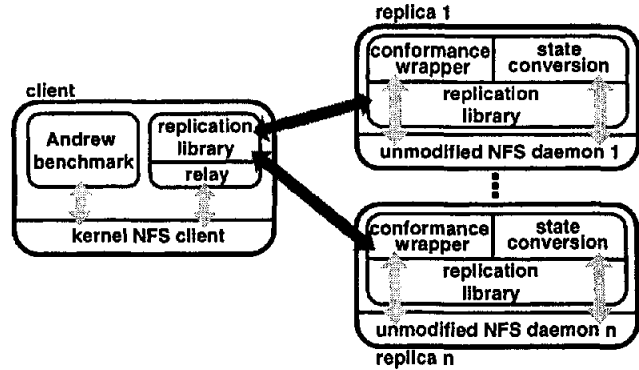 client
Andrew
benchmark
replication
library
relay
kernel NFS client
replica 1
conformance
wrapper
state
conversion
replication
library
unmodified NFS daemon 1
conformance
wrapper
state
conversion
replication
library
unmodified NFS daemon n
replica n